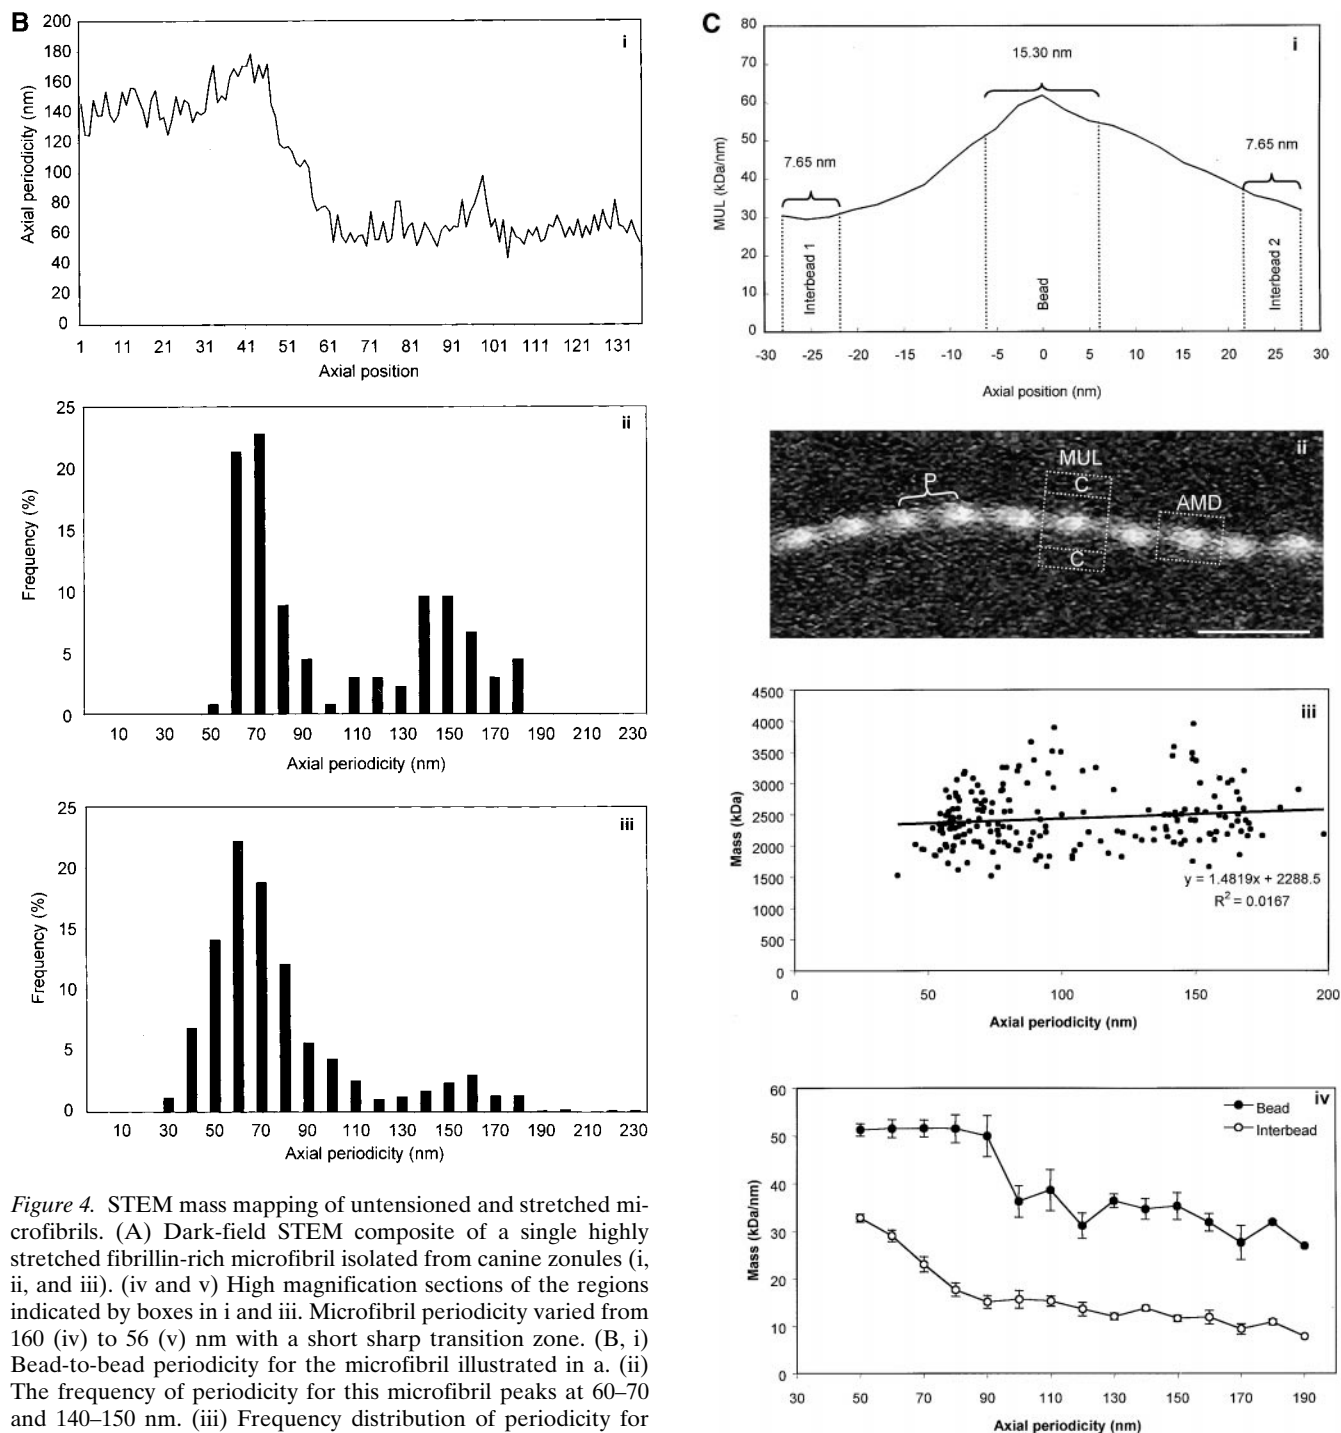 B
i
200
180
160
140
120
100
80
60
40
20
0
Axial periodicity (nm)
1 11 21 31 41 51 61 71 81 91 101 111 121 131
Axial position
ii
25
20
15
10
5
0
Frequency (%)
10 30 50 70 90 110 130 150 170 190 210 230
Axial periodicity (nm)
iii
25
20
15
10
5
0
Frequency (%)
10 30 50 70 90 110 130 150 170 190 210 230
Axial periodicity (nm)
Figure 4. STEM mass mapping of untensioned and stretched mi-
crofibrils. (A) Dark-field STEM composite of a single highly
stretched fibrillin-rich microfibril isolated from canine zonules (i,
ii, and iii). (iv and v) High magnification sections of the regions
indicated by boxes in i and iii. Microfibril periodicity varied from
160 (iv) to 56 (v) nm with a short sharp transition zone. (B, i)
Bead-to-bead periodicity for the microfibril illustrated in a. (ii)
The frequency of periodicity for this microfibril peaks at 60–70
and 140–150 nm. (iii) Frequency distribution of periodicity for
C
i
80
70
60
50
40
30
20
10
0
MUL (kDa/nm)
15.30 nm
7.65 nm
7.65 nm
Interbead 1
Bead
Interbead 2
-30 -25 -20 -15 -10 -5 0 5 10 15 20 25 30
Axial position (nm)
ii
P
MUL
C
C
AMD
iii
4500
4000
3500
3000
2500
2000
1500
1000
500
0
Mass (kDa)
y = 1.4819x + 2288.5
R² = 0.0167
0 50 100 150 200
Axial periodicity (nm)
iv
Bead
Interbead
60
50
40
30
20
10
0
Mass (kDa/nm)
30 50 70 90 110 130 150 170 190
Axial periodicity (nm)